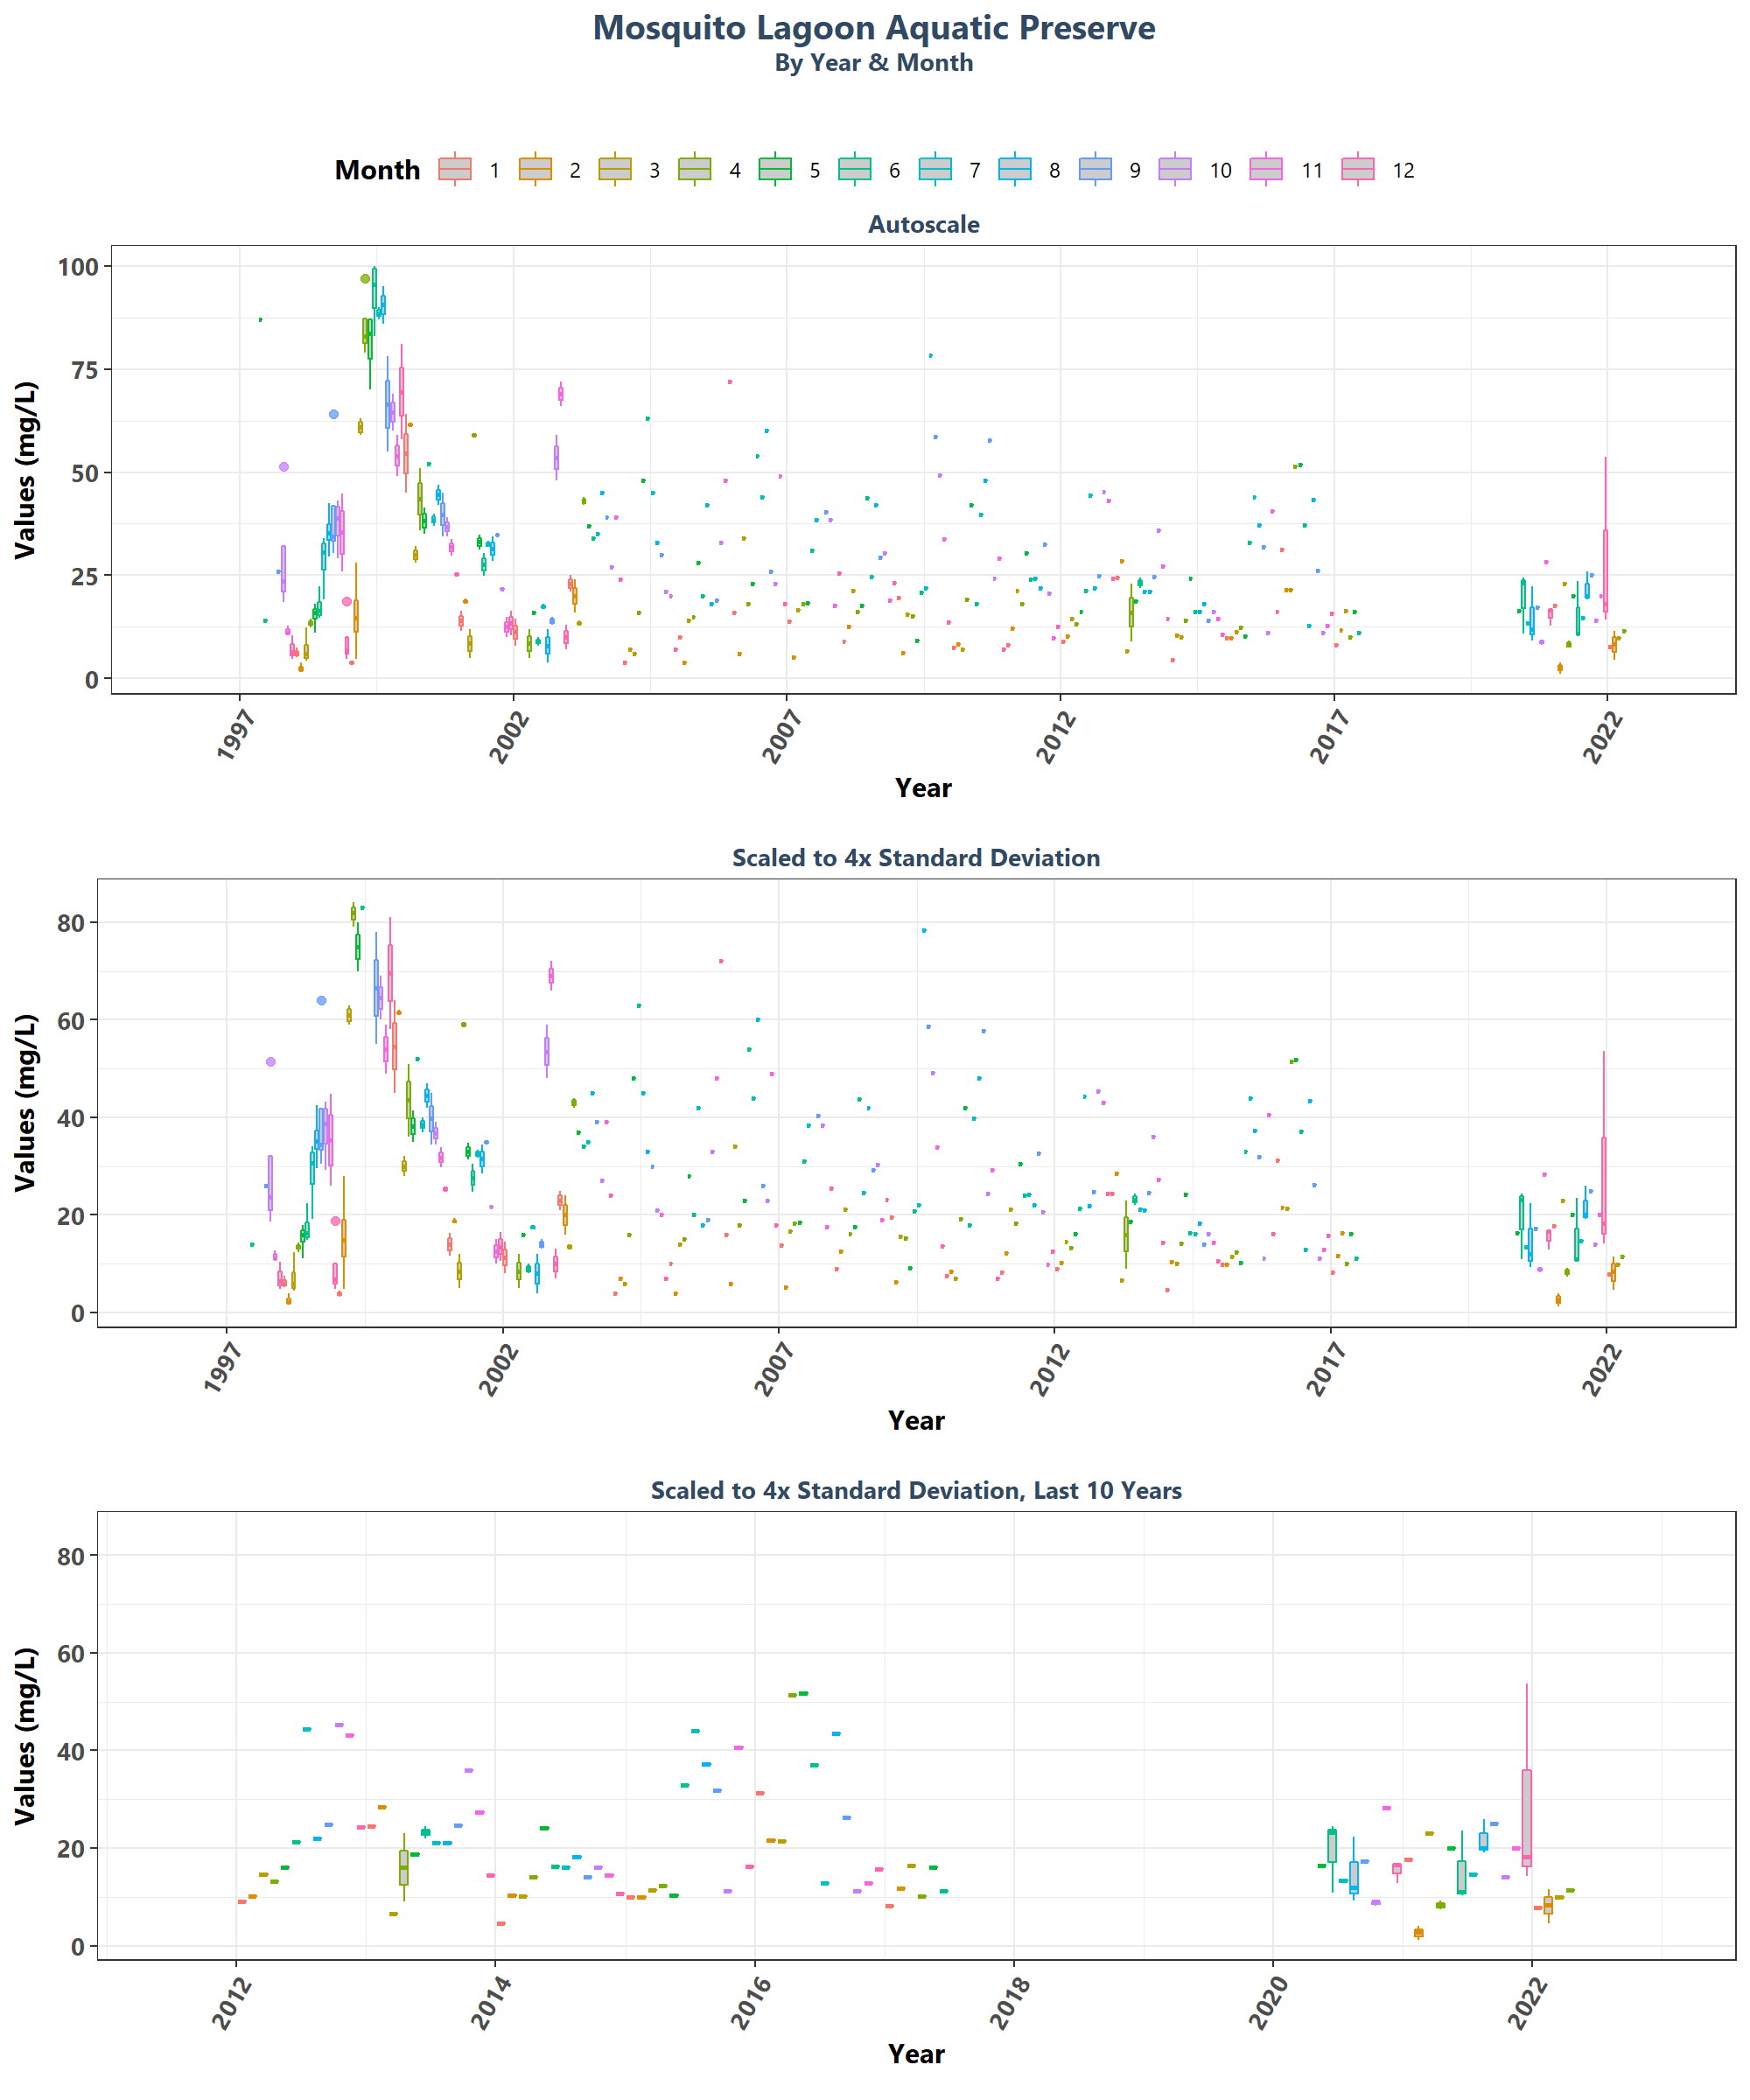 Mosquito Lagoon Aquatic Preserve
By Year & Month
Month 1 2 3 4 5 6 7 8 9 10 11 12
Autoscale
Values (mg/L)
100
75
50
25
0
1997 2002 2007 2012 2017 2022
Year
Scaled to 4x Standard Deviation
Values (mg/L)
80
60
40
20
0
1997 2002 2007 2012 2017 2022
Year
Scaled to 4x Standard Deviation, Last 10 Years
Values (mg/L)
80
60
40
20
0
2012 2014 2016 2018 2020 2022
Year